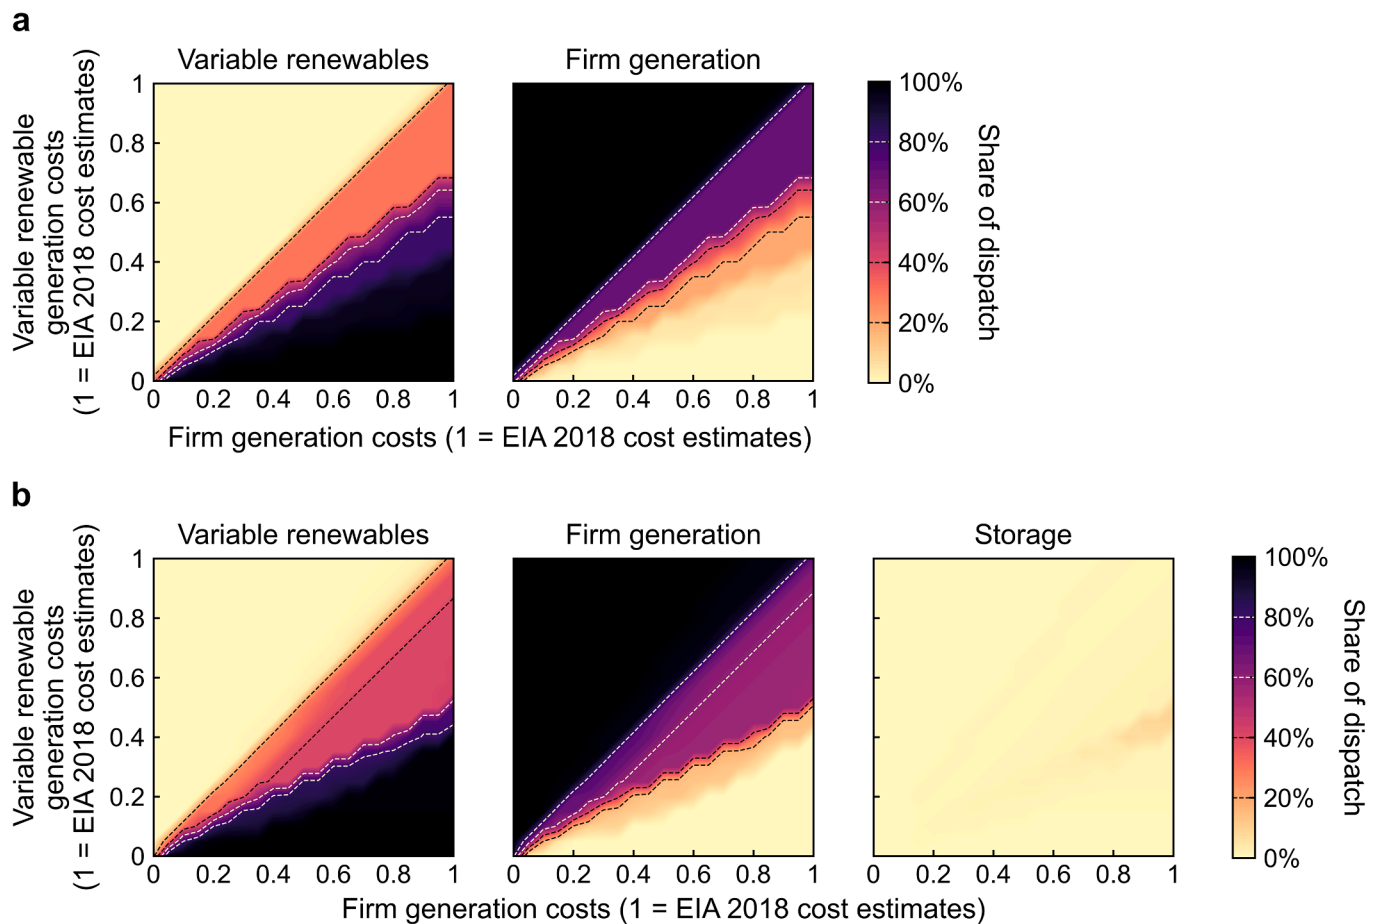 a
Variable renewables
Firm generation
Variable renewable
generation costs
(1 = EIA 2018 cost estimates)
1
0.8
0.6
0.4
0.2
0
0 0.2 0.4 0.6 0.8 1
0 0.2 0.4 0.6 0.8 1
Firm generation costs (1 = EIA 2018 cost estimates)
100%
80%
60%
40%
20%
0%
Share of dispatch
b
Variable renewables
Firm generation
Storage
Variable renewable
generation costs
(1 = EIA 2018 cost estimates)
1
0.8
0.6
0.4
0.2
0
0 0.2 0.4 0.6 0.8 1
0 0.2 0.4 0.6 0.8 1
0 0.2 0.4 0.6 0.8 1
Firm generation costs (1 = EIA 2018 cost estimates)
100%
80%
60%
40%
20%
0%
Share of dispatch